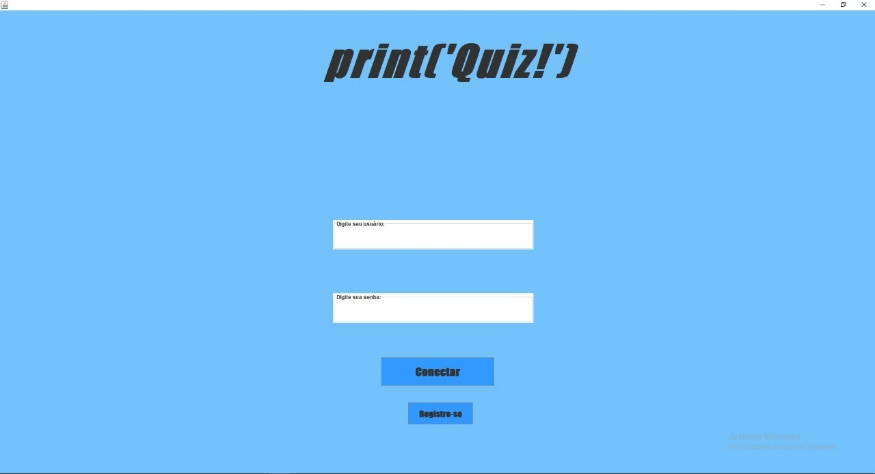 print('Quiz!')
Digite seu usuário:
Digite sua senha:
Conectar
Registre-se